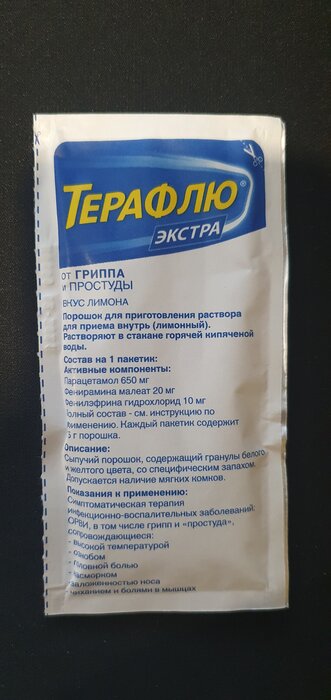 ТЕРАФЛЮ®
ЭКСТРА
от ГРИППА
и ПРОСТУДЫ
ВКУС ЛИМОНА
Порошок для приготовления раствора
для приема внутрь (лимонный).
Растворяют в стакане горячей кипяченой
воды.
Состав на 1 пакетик:
Активные компоненты:
Парацетамол 650 мг
Фенирамина малеат 20 мг
Фенилэфрина гидрохлорид 10 мг
Полный состав - см. инструкцию по
применению. Каждый пакетик содержит
15 г порошка.
Описание:
Сыпучий порошок, содержащий гранулы белого
и желтого цвета, со специфическим запахом.
Допускается наличие мягких комков.
Показания к применению:
Симптоматическая терапия
инфекционно-воспалительных заболеваний
ОРВИ, в том числе грипп и «простуда»,
сопровождающиеся:
- высокой температурой
- ознобом
- головной болью
- насморком
- заложенностью носа
- чиханием и болями в мышцах